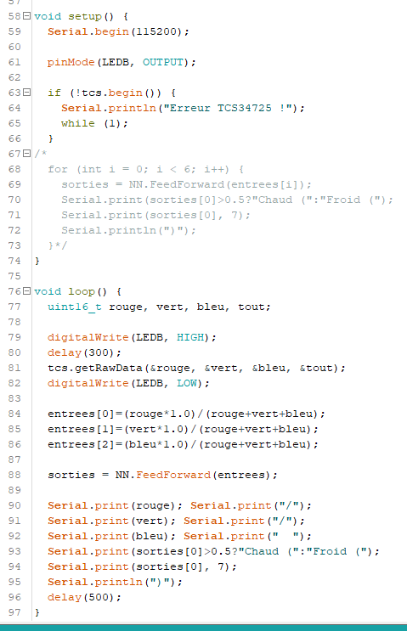 57
58 void setup() {
59   Serial.begin(115200);
60
61   pinMode(LEDB, OUTPUT);
62
63   if (!tcs.begin()) {
64     Serial.println("Erreur TCS34725 !");
65     while (1);
66   }
67 /*
68   for (int i = 0; i < 6; i++) {
69     sorties = NN.FeedForward(entrees[i]);
70     Serial.print(sorties[0]>0.5?"Chaud (":"Froid (");
71     Serial.print(sorties[0], 7);
72     Serial.println(")");
73   }*/
74 }
75
76 void loop() {
77   uint16_t rouge, vert, bleu, tout;
78
79   digitalWrite(LEDB, HIGH);
80   delay(300);
81   tcs.getRawData(&rouge, &vert, &bleu, &tout);
82   digitalWrite(LEDB, LOW);
83
84   entrees[0]=(rouge*1.0)/(rouge+vert+bleu);
85   entrees[1]=(vert*1.0)/(rouge+vert+bleu);
86   entrees[2]=(bleu*1.0)/(rouge+vert+bleu);
87
88   sorties = NN.FeedForward(entrees);
89
90   Serial.print(rouge); Serial.print("/");
91   Serial.print(vert); Serial.print("/");
92   Serial.print(bleu); Serial.print("  ");
93   Serial.print(sorties[0]>0.5?"Chaud (":"Froid (");
94   Serial.print(sorties[0], 7);
95   Serial.println(")");
96   delay(500);
97 }